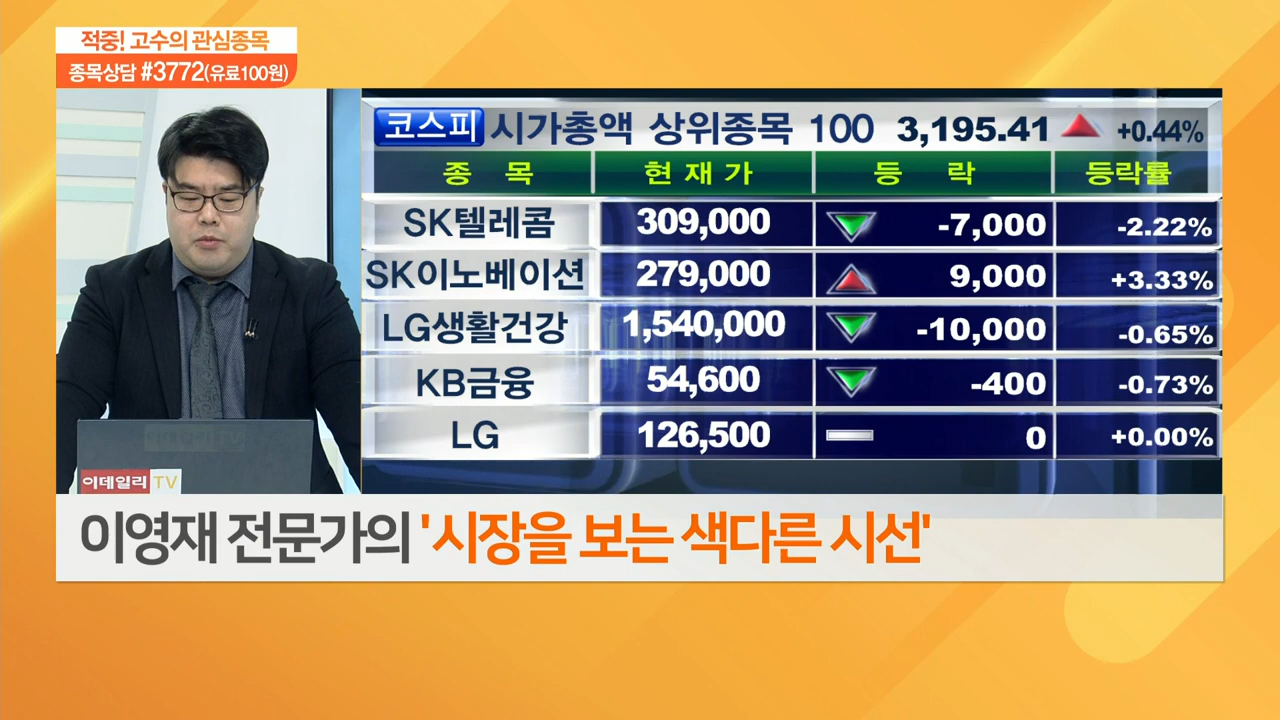 적중! 고수의 관심종목
종목상담 #3772(유료100원)
코스피 시가총액 상위종목 100 3,195.41 +0.44%
종 목 현 재 가 등 락 등락률
SK텔레콤 309,000 -7,000 -2.22%
SK이노베이션 279,000 9,000 +3.33%
LG생활건강 1,540,000 -10,000 -0.65%
KB금융 54,600 -400 -0.73%
LG 126,500 0 +0.00%
이데일리 TV
이영재 전문가의 '시장을 보는 색다른 시선'